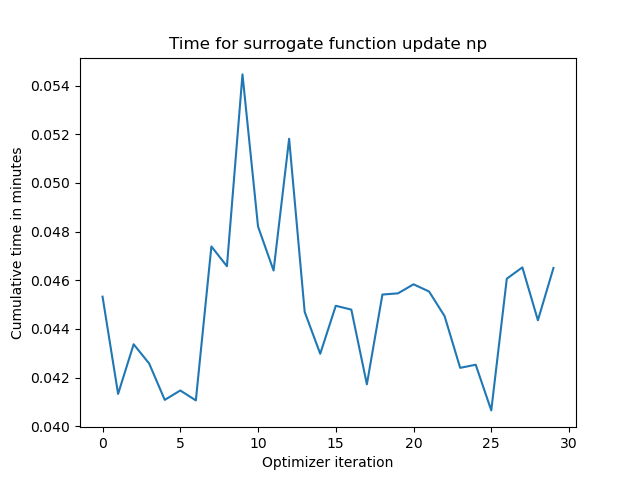 Time for surrogate function update np
Cumulative time in minutes
0.054
0.052
0.050
0.048
0.046
0.044
0.042
0.040
0 5 10 15 20 25 30
Optimizer iteration